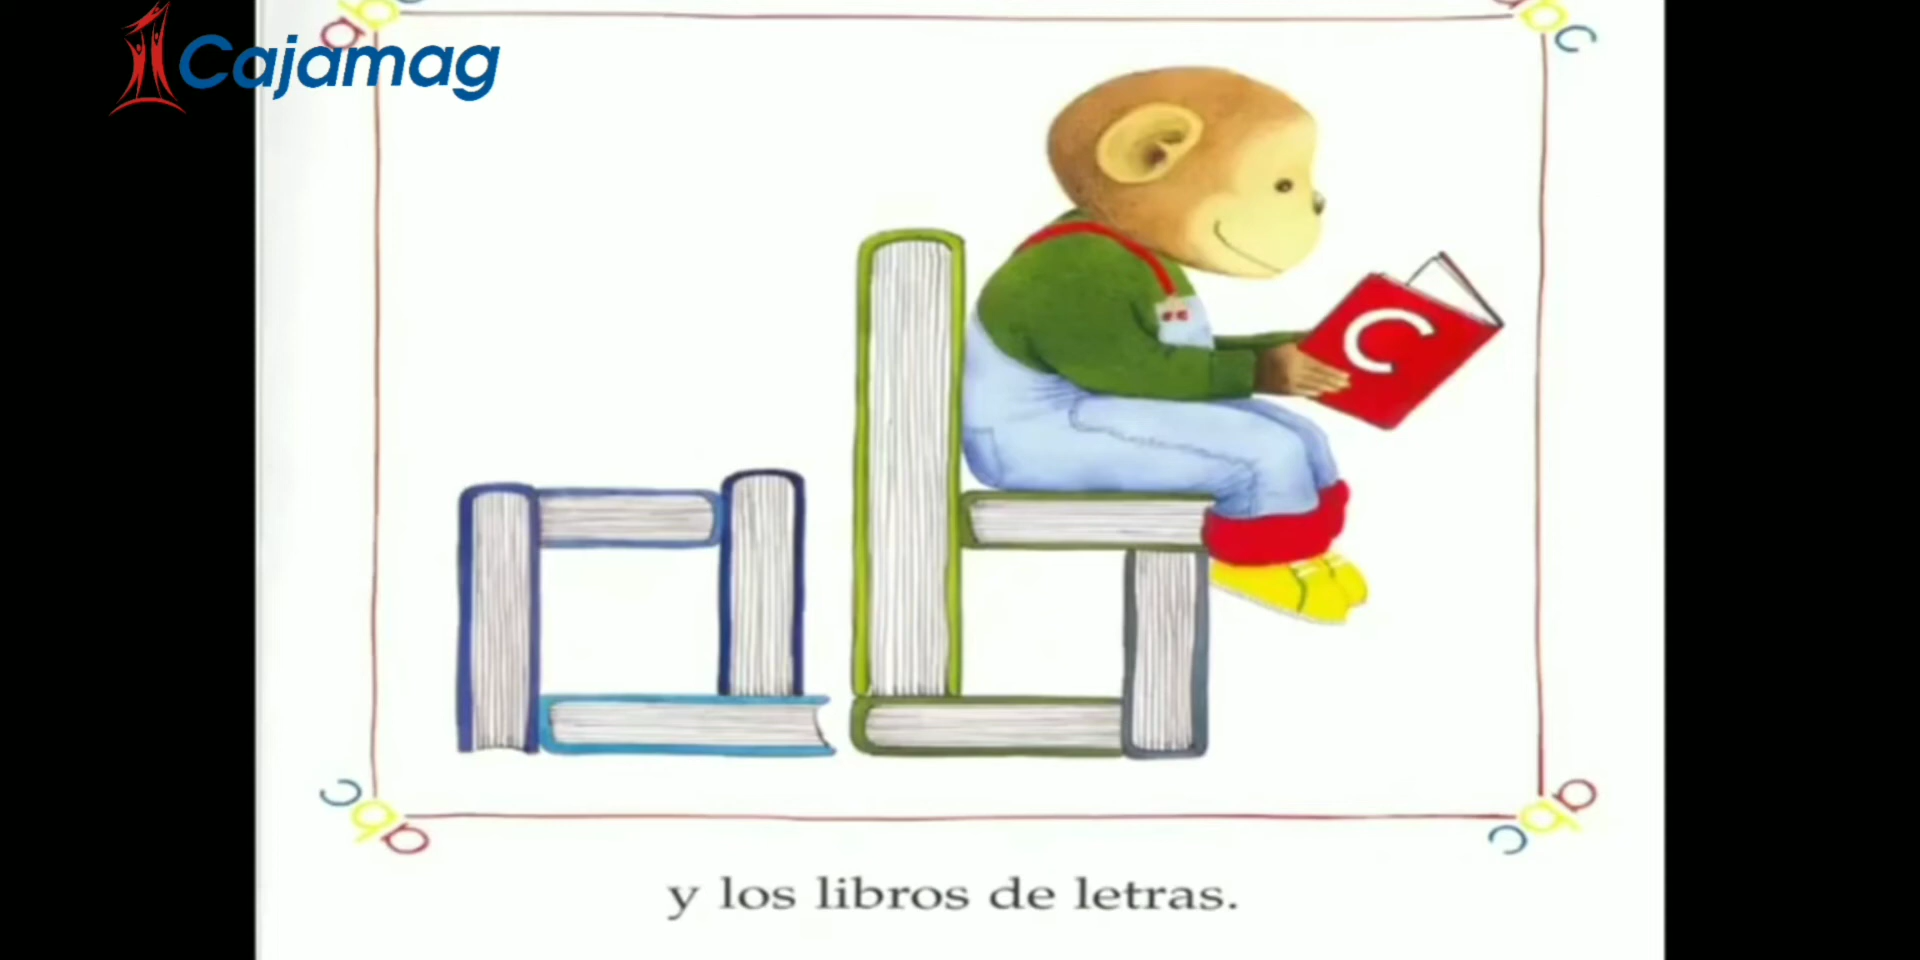 Cajamag
a b c
a b c
C
a b
c b a
a b c
y los libros de letras.